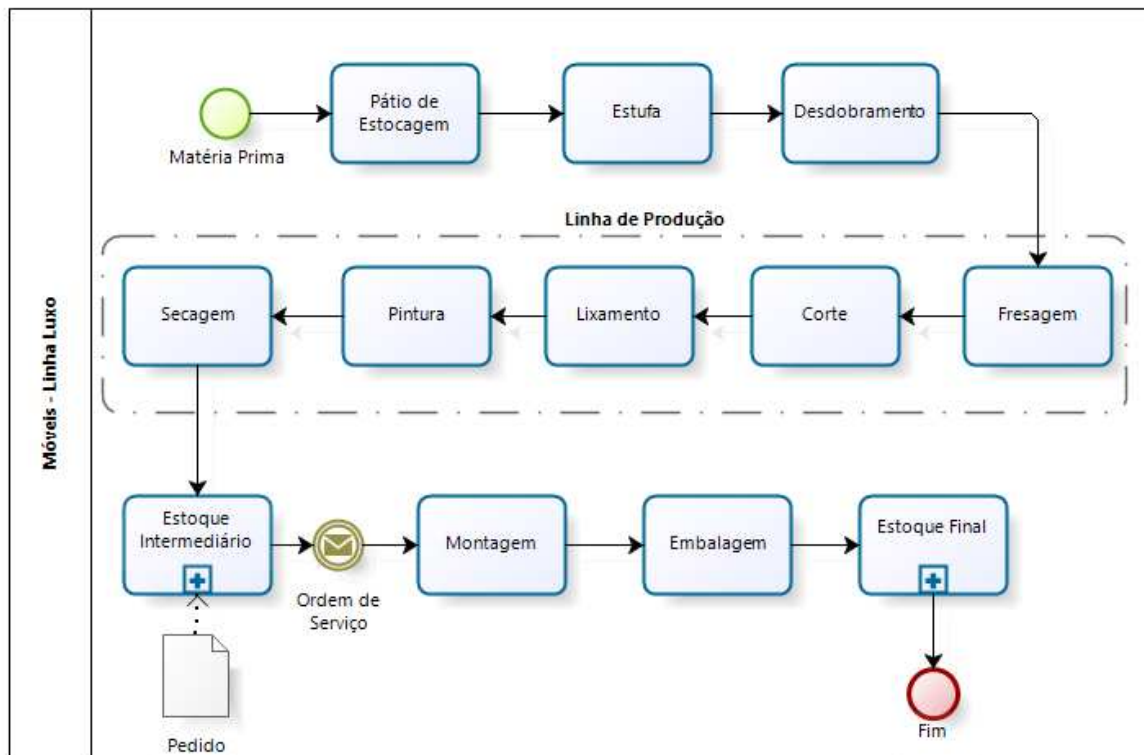 Móveis - Linha Luxo
Matéria Prima
Pátio de
Estocagem
Estufa
Desdobramento
Linha de Produção
Secagem
Pintura
Lixamento
Corte
Fresagem
Estoque
Intermediário
Ordem de
Serviço
Montagem
Embalagem
Estoque Final
Pedido
Fim